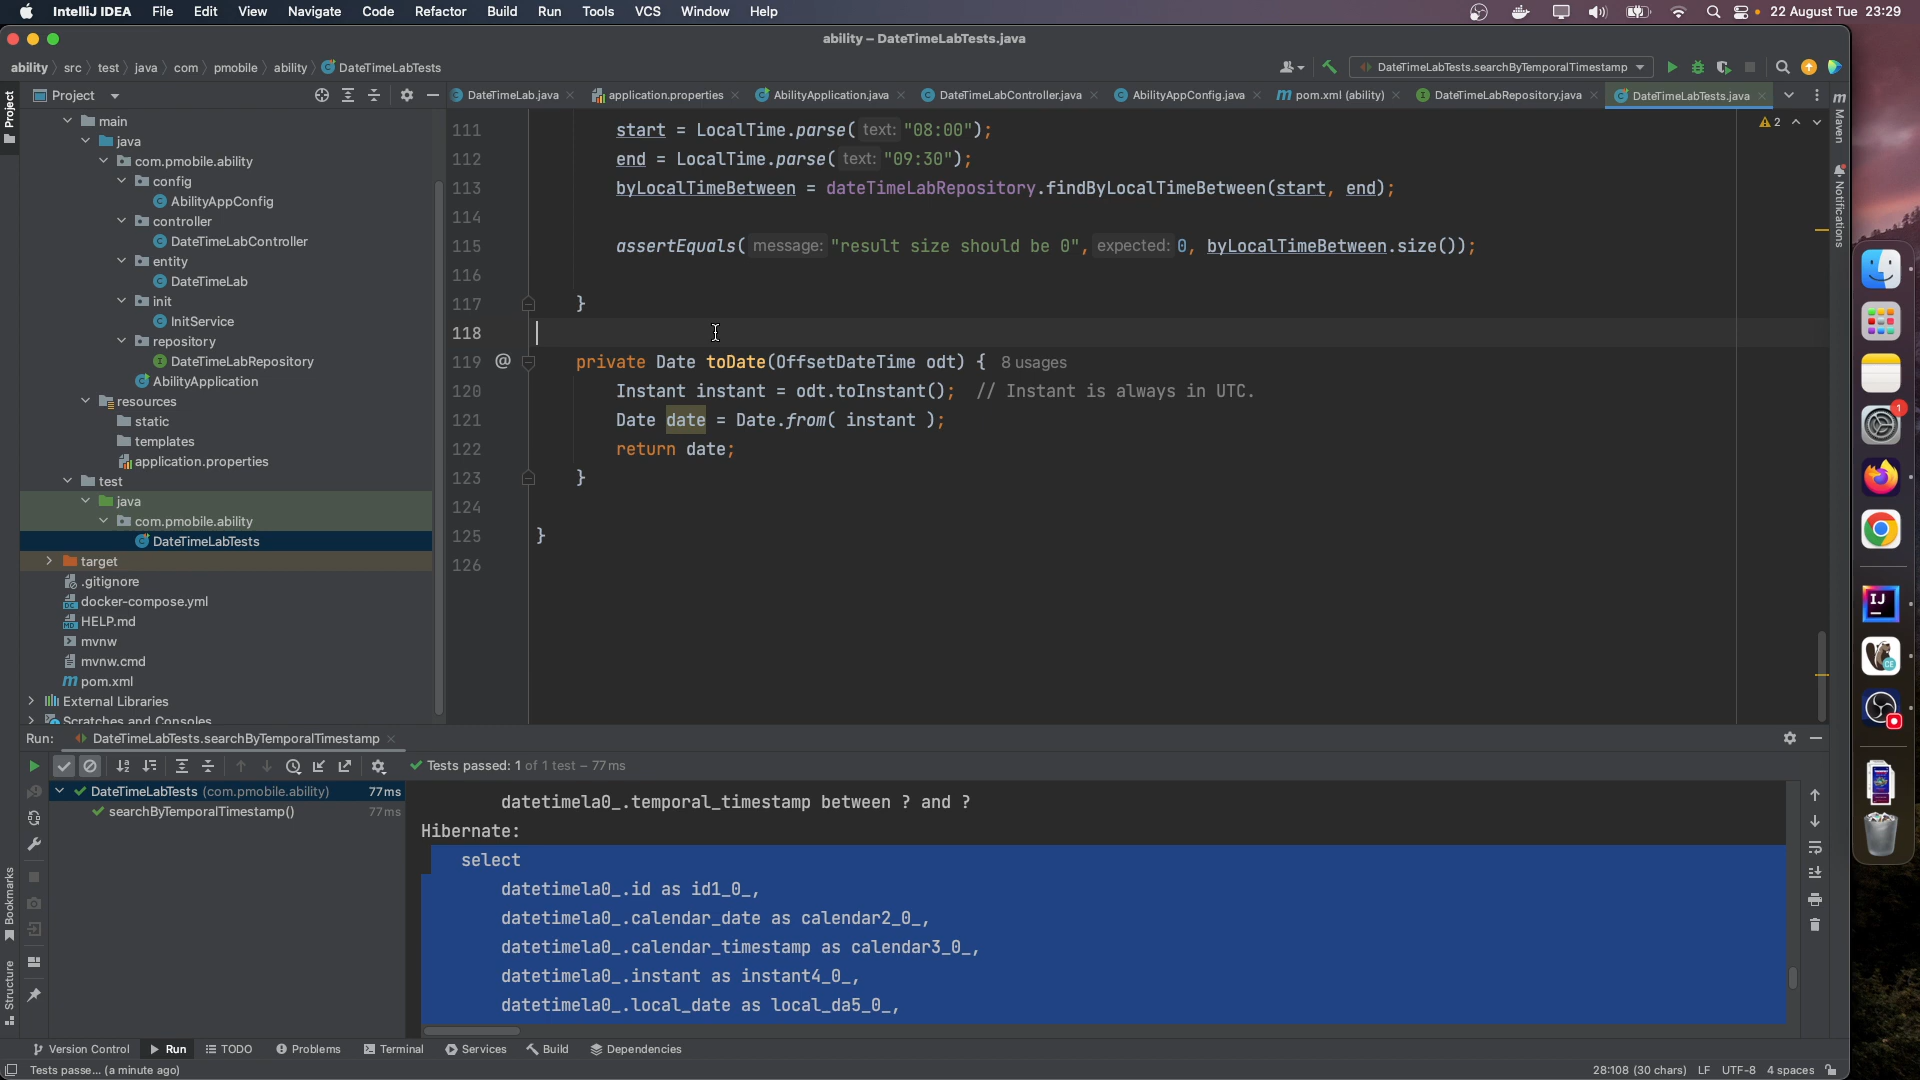 IntelliJ IDEA File Edit View Navigate Code Refactor Build Run Tools VCS Window Help 22 August Tue 23:29
ability – DateTimeLabTests.java
ability src test java com pmobile ability DateTimeLabTests DateTimeLabTests.searchByTemporalTimestamp
Project
Project
DateTimeLab.java application.properties AbilityApplication.java DateTimeLabController.java AbilityAppConfig.java pom.xml (ability) DateTimeLabRepository.java DateTimeLabTests.java
Maven
Notifications
2
main
java
com.pmobile.ability
config
AbilityAppConfig
controller
DateTimeLabController
entity
DateTimeLab
init
InitService
repository
DateTimeLabRepository
AbilityApplication
resources
static
templates
application.properties
test
java
com.pmobile.ability
DateTimeLabTests
target
.gitignore
docker-compose.yml
HELP.md
mvnw
mvnw.cmd
pom.xml
External Libraries
Scratches and Consoles
111 start = LocalTime.parse( text: "08:00");
112 end = LocalTime.parse( text: "09:30");
113 byLocalTimeBetween = dateTimeLabRepository.findByLocalTimeBetween(start, end);
114
115 assertEquals( message: "result size should be 0", expected: 0, byLocalTimeBetween.size());
116
117 }
118
119 @ private Date toDate(OffsetDateTime odt) { 8 usages
120 Instant instant = odt.toInstant(); // Instant is always in UTC.
121 Date date = Date.from( instant );
122 return date;
123 }
124
125 }
126
1
IJ
CE
Run: DateTimeLabTests.searchByTemporalTimestamp
Tests passed: 1 of 1 test – 77 ms
DateTimeLabTests (com.pmobile.ability) 77 ms
searchByTemporalTimestamp() 77 ms
datetimela0_.temporal_timestamp between ? and ?
Hibernate:
select
datetimela0_.id as id1_0_,
datetimela0_.calendar_date as calendar2_0_,
datetimela0_.calendar_timestamp as calendar3_0_,
datetimela0_.instant as instant4_0_,
datetimela0_.local_date as local_da5_0_,
Bookmarks
Structure
Version Control Run TODO Problems Terminal Services Build Dependencies
Tests passe... (a minute ago) 28:108 (30 chars) LF UTF-8 4 spaces